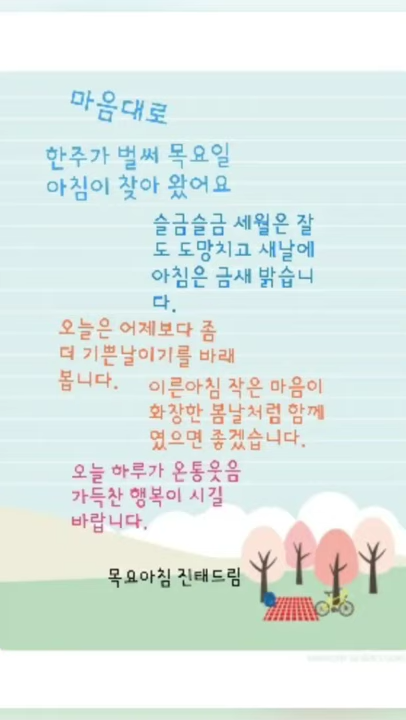 마음대로
한주가 벌써 목요일
아침이 찾아 왔어요
슬금슬금 세월은 잘
도 도망치고 새날에
아침은 금새 밝습니
다.
오늘은 어제보다 좀
더 기쁜날이기를 바래
봅니다.
이른아침 작은 마음이
화창한 봄날처럼 함께
였으면 좋겠습니다.
오늘 하루가 온통웃음
가득찬 행복이 시길
바랍니다.
목요아침 진태드림